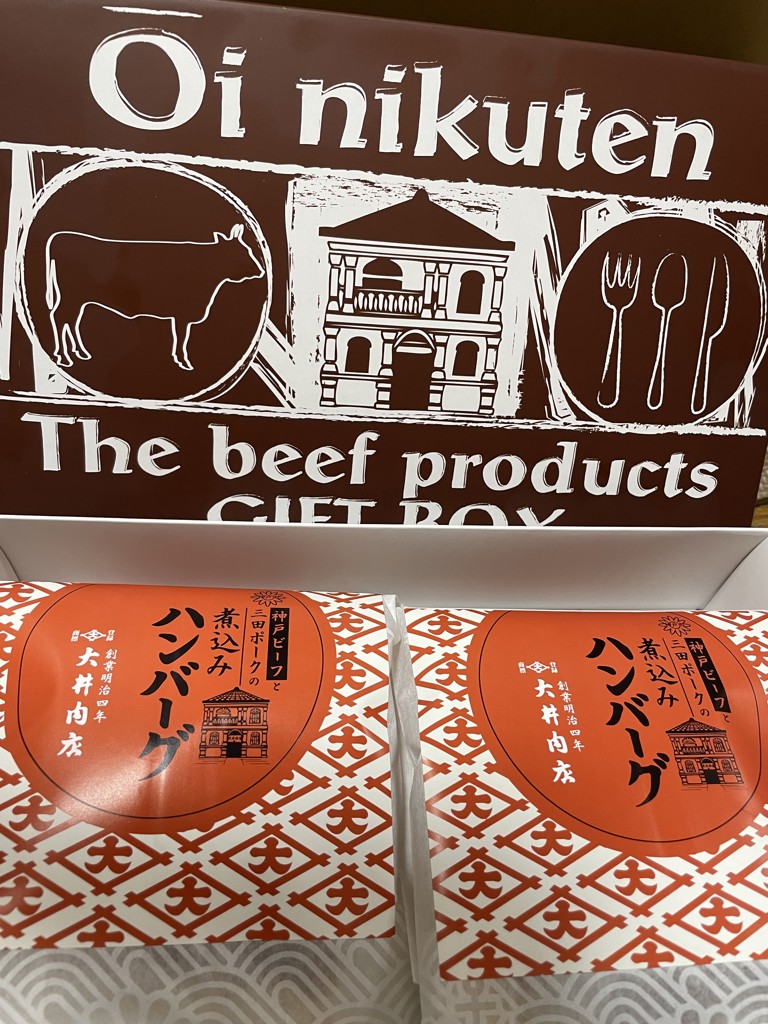 Ōi nikuten
The beef products
GIFT BOX
神戸ビーフと
三田ポークの
煮込み
ハンバーグ
創業明治四年
大井肉店
神戸ビーフと
三田ポークの
煮込み
ハンバーグ
創業明治四年
大井肉店